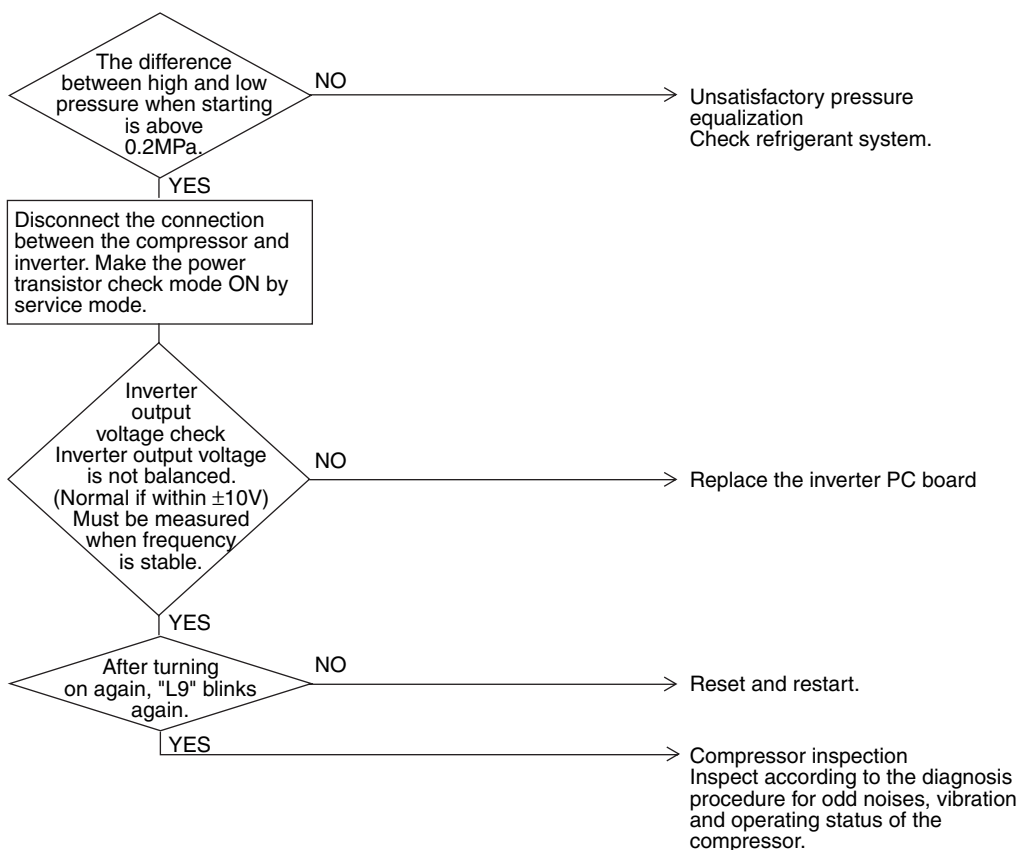 The difference
between high and low
pressure when starting
is above
0.2MPa.
NO
Unsatisfactory pressure
equalization
Check refrigerant system.
YES
Disconnect the connection
between the compressor and
inverter. Make the power
transistor check mode ON by
service mode.
Inverter
output
voltage check
Inverter output voltage
is not balanced.
(Normal if within ±10V)
Must be measured
when frequency
is stable.
NO
Replace the inverter PC board
YES
After turning
on again, "L9" blinks
again.
NO
Reset and restart.
YES
Compressor inspection
Inspect according to the diagnosis
procedure for odd noises, vibration
and operating status of the
compressor.